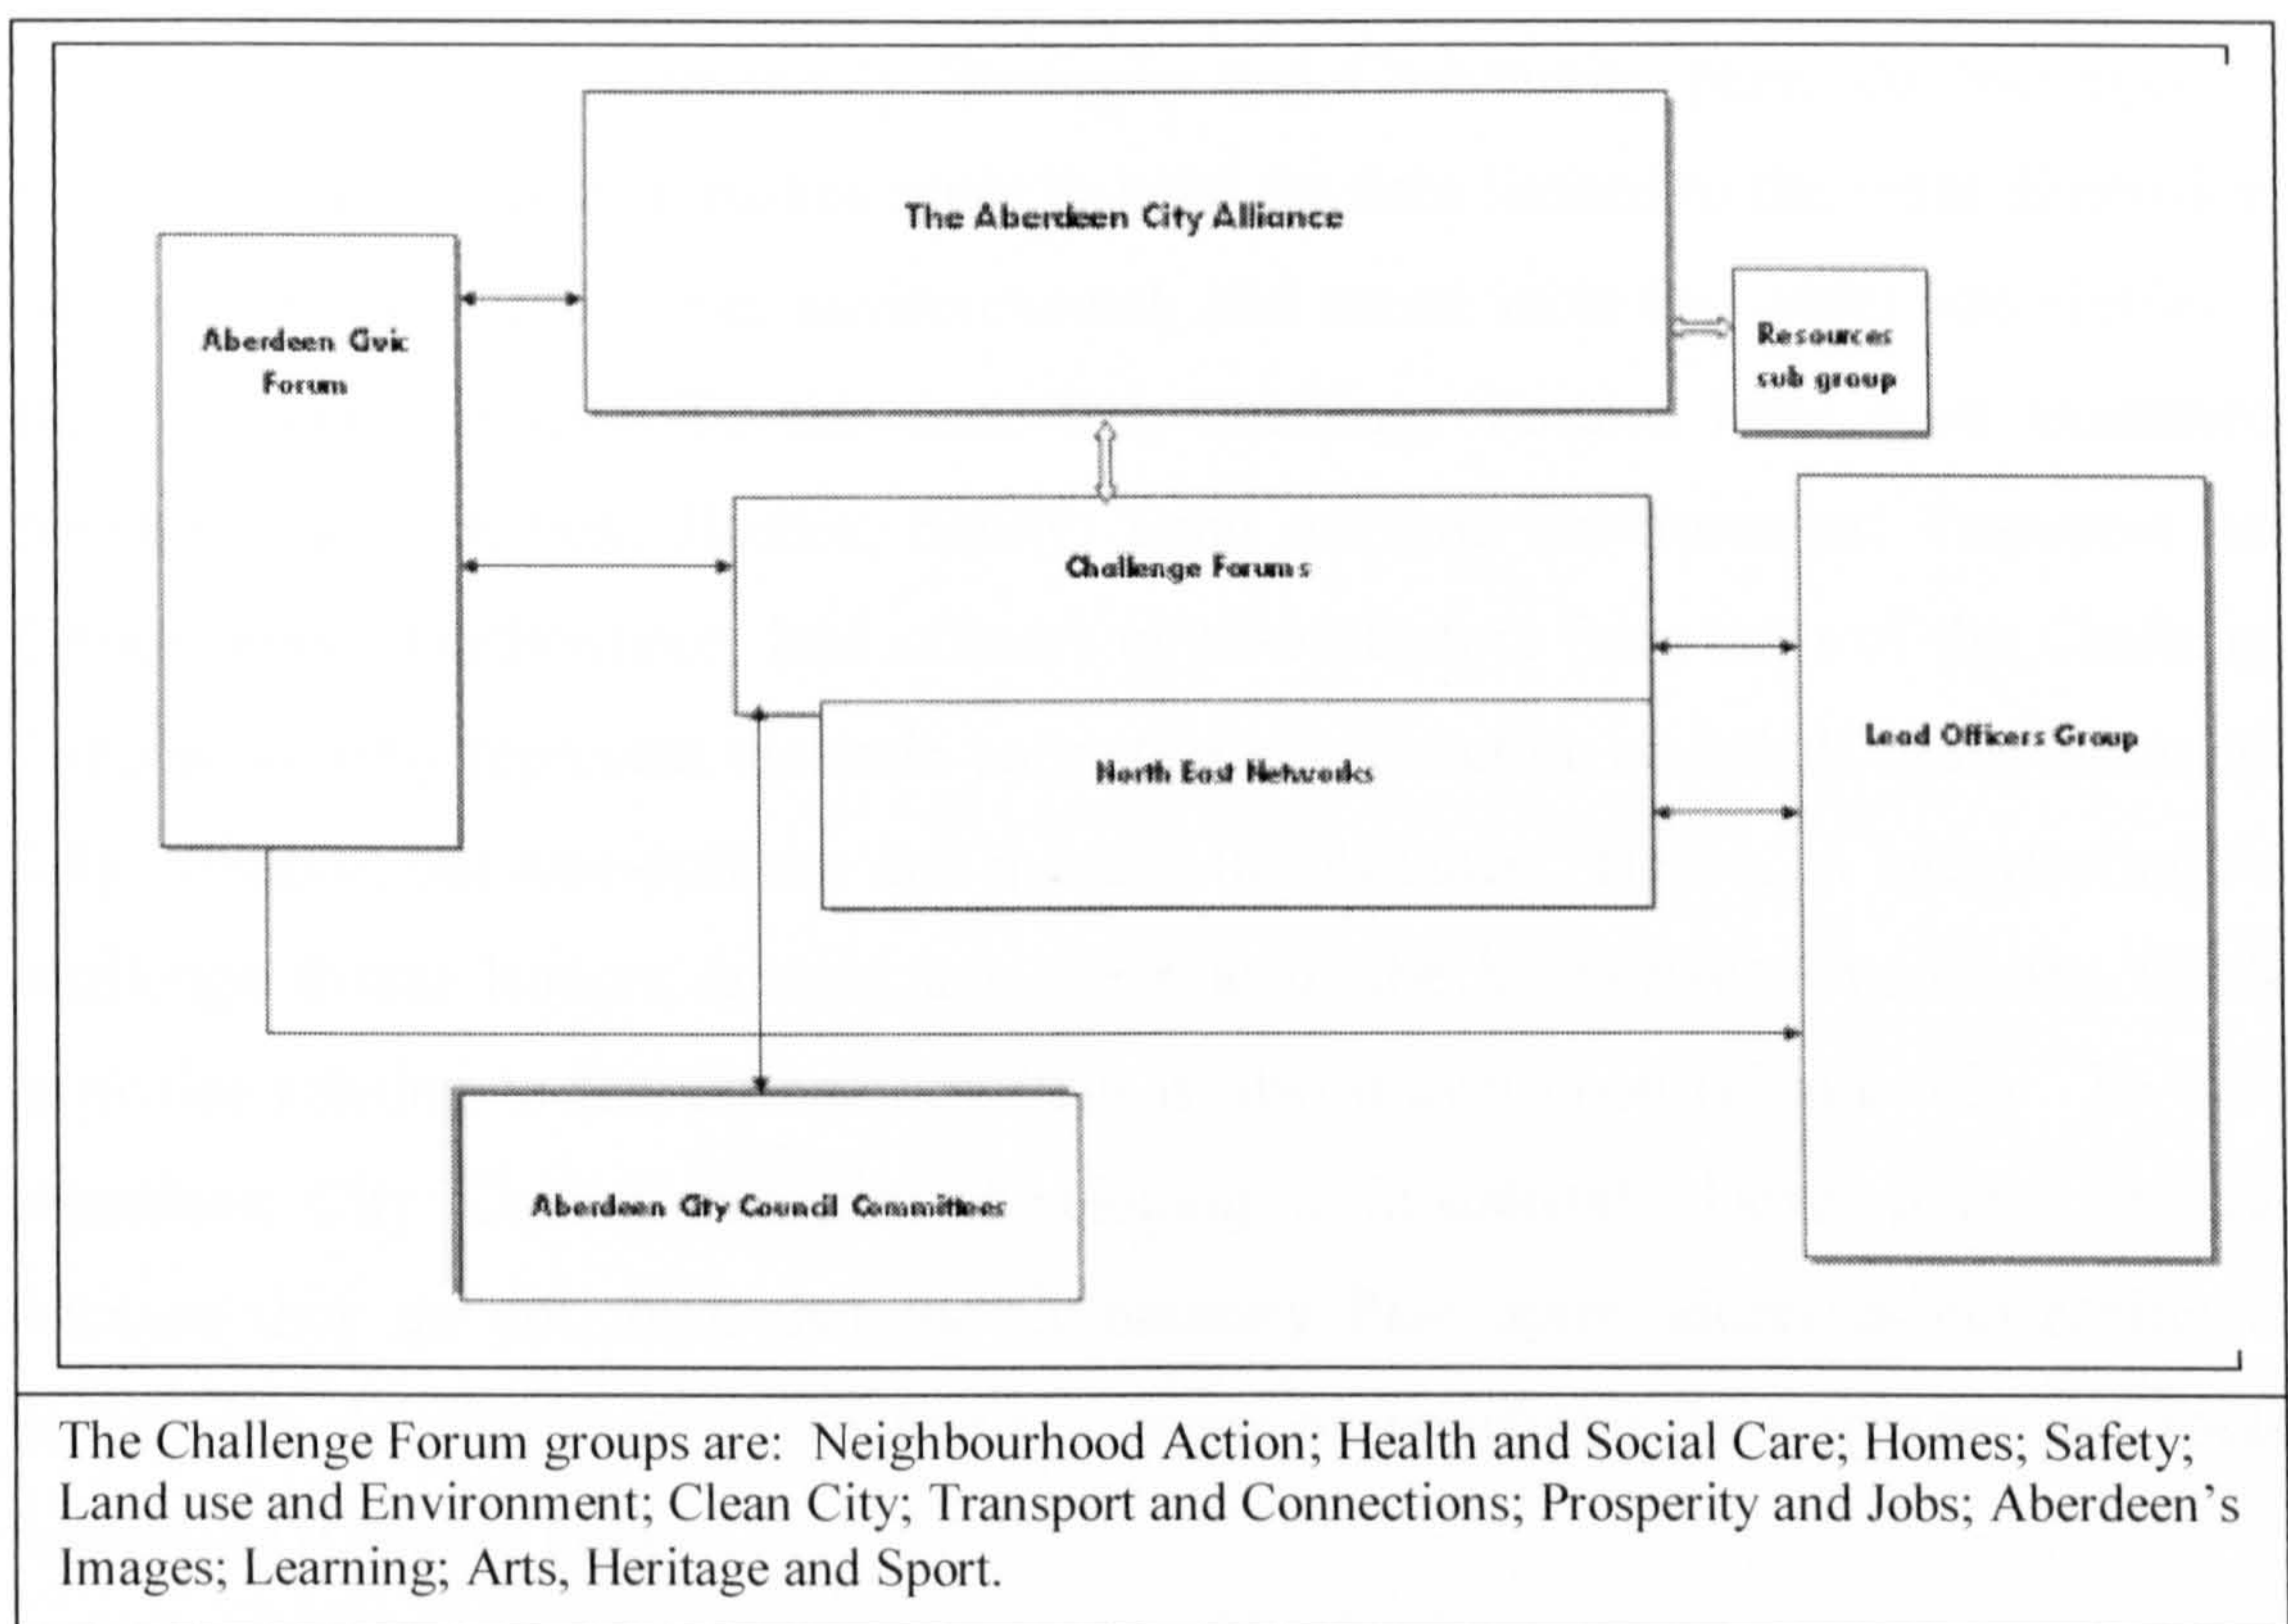 The Aberdeen City Alliance
Aberdeen Civic
Forum
Resources
sub group
Challenge Forums
Lead Officers Group
North East Networks
Aberdeen City Council Committees
The Challenge Forum groups are: Neighbourhood Action; Health and Social Care; Homes; Safety;
Land use and Environment; Clean City; Transport and Connections; Prosperity and Jobs; Aberdeen’s
Images; Learning; Arts, Heritage and Sport.